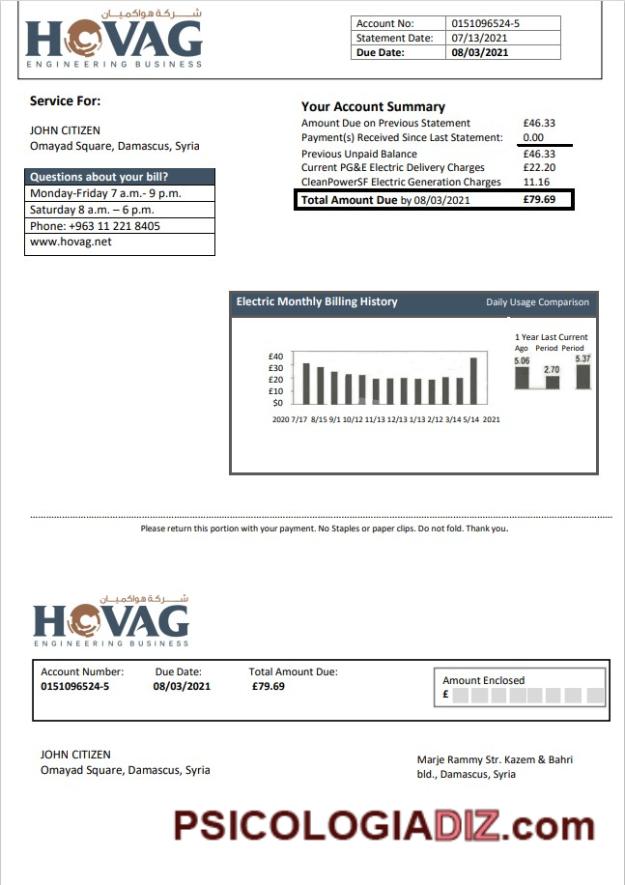 شركة هواكميان
HOVAG
ENGINEERING BUSINESS
Account No: 0151096524-5
Statement Date: 07/13/2021
Due Date: 08/03/2021
Service For:
JOHN CITIZEN
Omayad Square, Damascus, Syria
Questions about your bill?
Monday-Friday 7 a.m.- 9 p.m.
Saturday 8 a.m. – 6 p.m.
Phone: +963 11 221 8405
www.hovag.net
Your Account Summary
Amount Due on Previous Statement £46.33
Payment(s) Received Since Last Statement: 0.00
Previous Unpaid Balance £46.33
Current PG&E Electric Delivery Charges £22.20
CleanPowerSF Electric Generation Charges 11.16
Total Amount Due by 08/03/2021 £79.69
Electric Monthly Billing History Daily Usage Comparison
1 Year Last Current
Ago Period Period
5.06 2.70 5.37
£40
£30
£20
£10
$0
2020 7/17 8/15 9/1 10/12 11/13 12/13 1/13 2/12 3/14 5/14 2021
Please return this portion with your payment. No Staples or paper clips. Do not fold. Thank you.
شركة هواكميان
HOVAG
ENGINEERING BUSINESS
Account Number: Due Date: Total Amount Due:
0151096524-5 08/03/2021 £79.69
Amount Enclosed
£
JOHN CITIZEN
Omayad Square, Damascus, Syria
Marje Rammy Str. Kazem & Bahri
bld., Damascus, Syria
PSICOLOGIADIZ.com